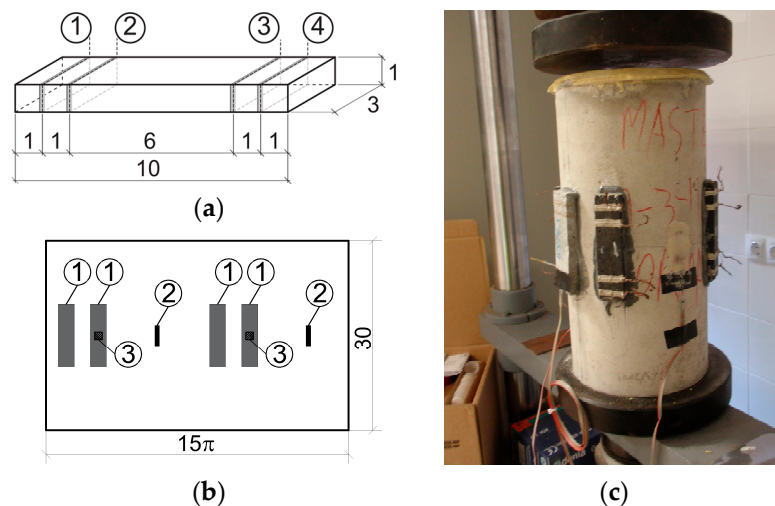 ① ② ③ ④
1
3
1 1 6 1 1
10
(a)
① ① ② ① ① ②
③ ③
30
15π
(b)
MAST
(c)